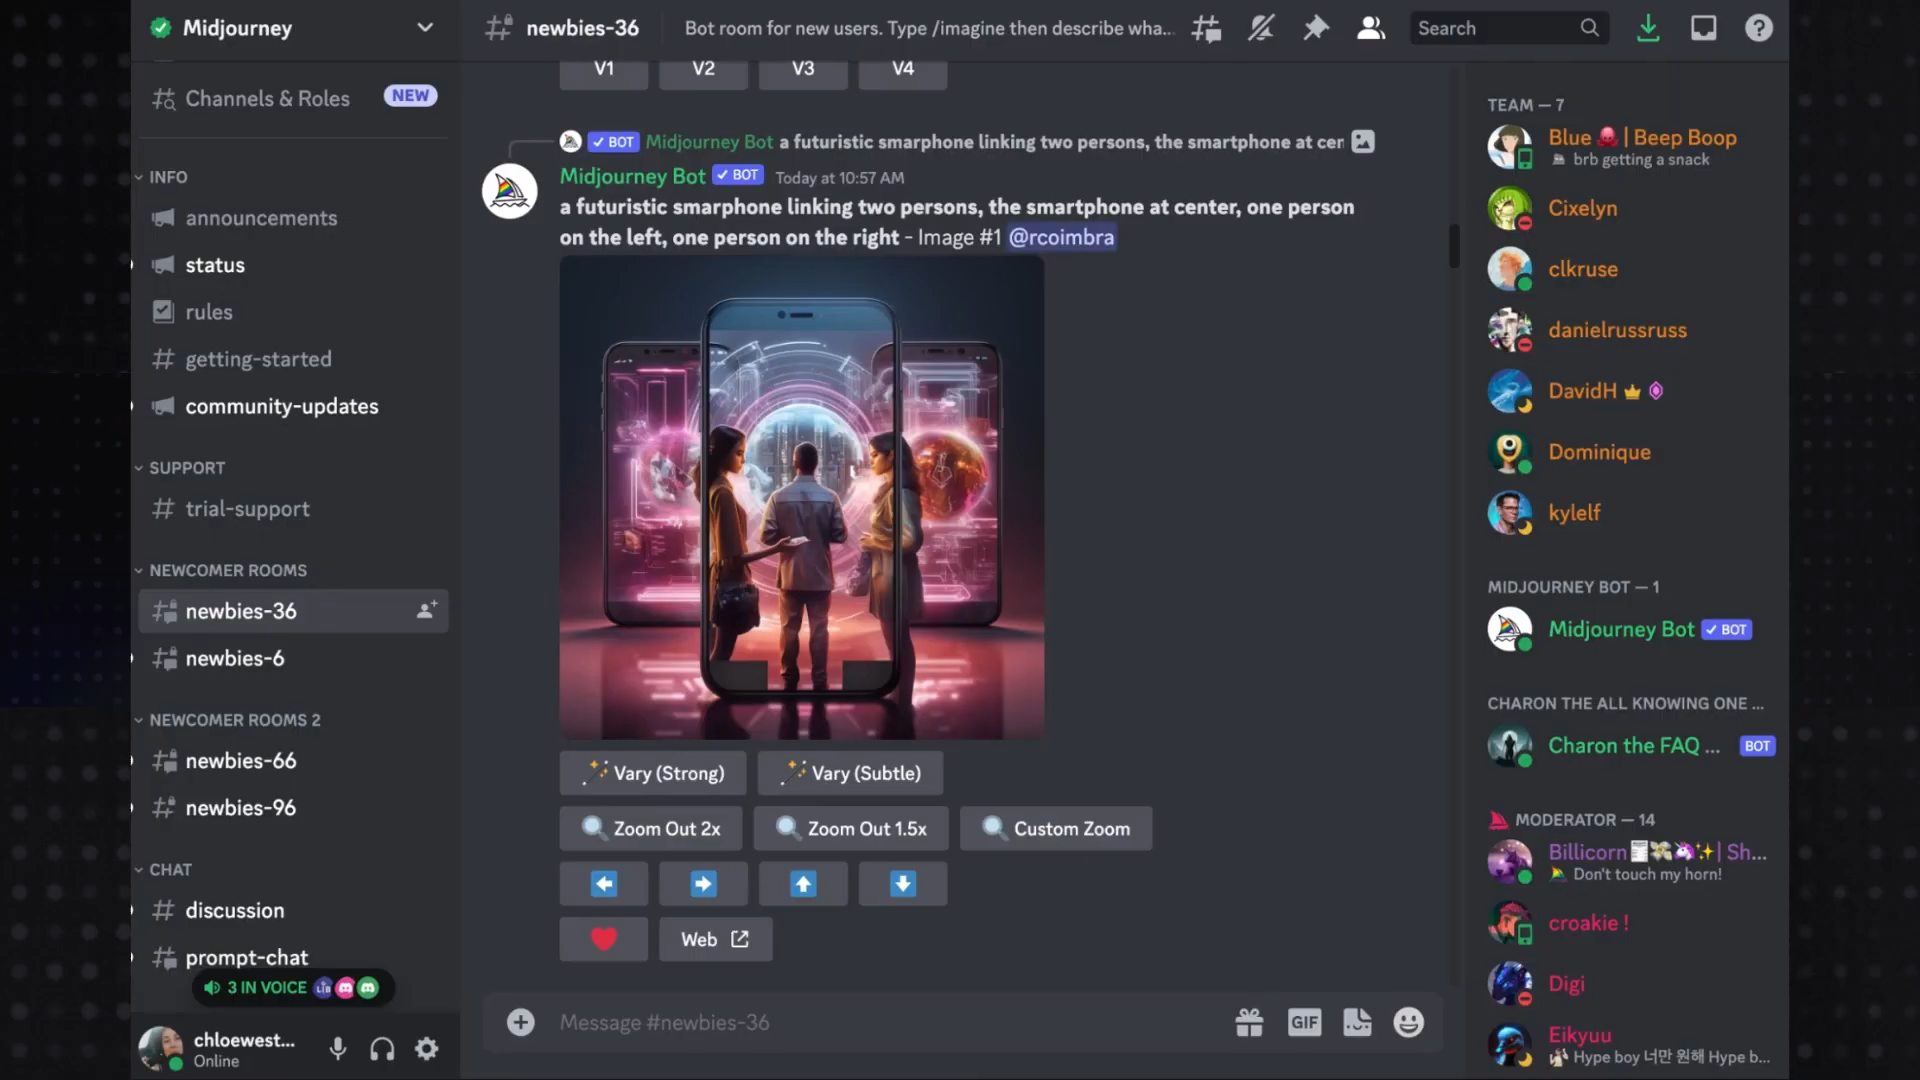 Midjourney
newbies-36
Bot room for new users. Type /imagine then describe wha...
Search
Channels & Roles
NEW
INFO
announcements
status
rules
getting-started
community-updates
SUPPORT
trial-support
NEWCOMER ROOMS
newbies-36
newbies-6
NEWCOMER ROOMS 2
newbies-66
newbies-96
CHAT
discussion
prompt-chat
3 IN VOICE
chloewest...
Online
V1 V2 V3 V4
BOT Midjourney Bot a futuristic smarphone linking two persons, the smartphone at cen
Midjourney Bot BOT Today at 10:57 AM
a futuristic smarphone linking two persons, the smartphone at center, one person
on the left, one person on the right - Image #1 @rcoimbra
Vary (Strong) Vary (Subtle)
Zoom Out 2x Zoom Out 1.5x Custom Zoom
Web
Message #newbies-36
GIF
TEAM — 7
Blue 🐙 | Beep Boop
brb getting a snack
Cixelyn
clkruse
danielrussruss
DavidH
Dominique
kylelf
MIDJOURNEY BOT — 1
Midjourney Bot BOT
CHARON THE ALL KNOWING ONE ...
Charon the FAQ ... BOT
MODERATOR — 14
Billicorn 🧾💸🦄✨| Sh...
Don't touch my horn!
croakie !
Digi
Eikyuu
Hype boy 너만 원해 Hype b...